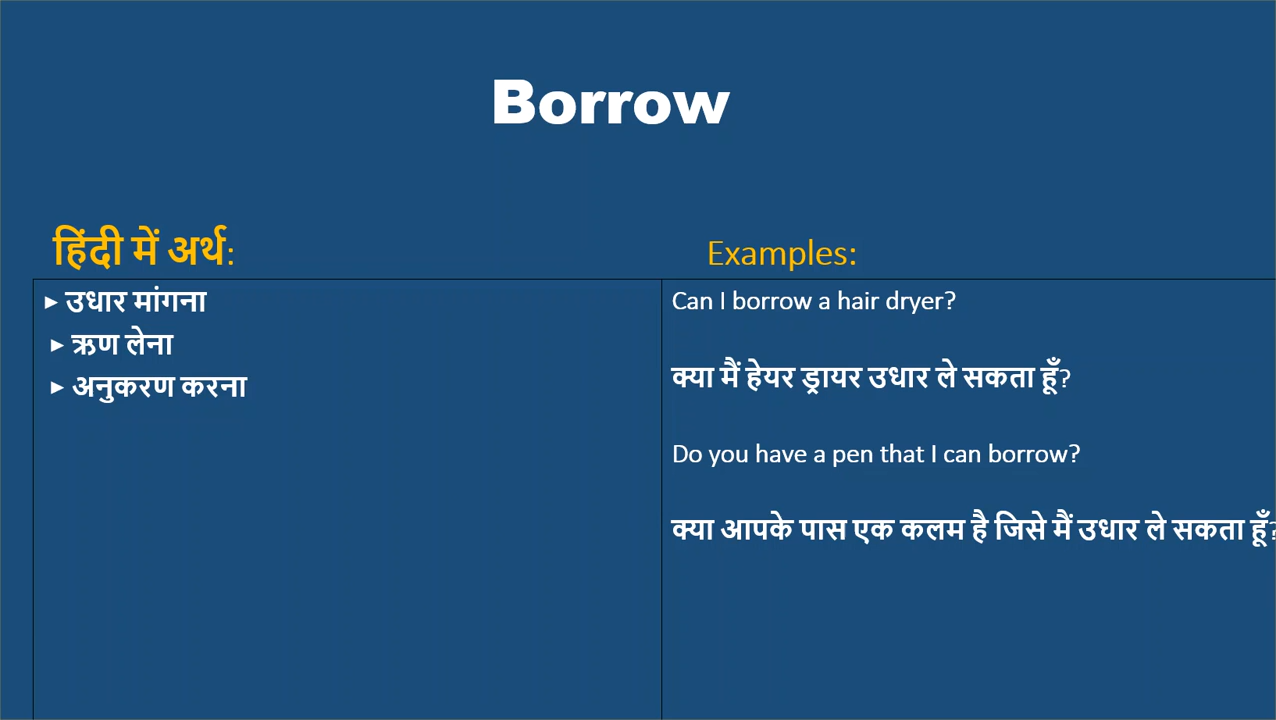 Borrow
हिंदी में अर्थ:
▸ उधार मांगना
▸ ऋण लेना
▸ अनुकरण करना
Examples:
Can I borrow a hair dryer?
क्या मैं हेयर ड्रायर उधार ले सकता हूँ?
Do you have a pen that I can borrow?
क्या आपके पास एक कलम है जिसे मैं उधार ले सकता हूँ?